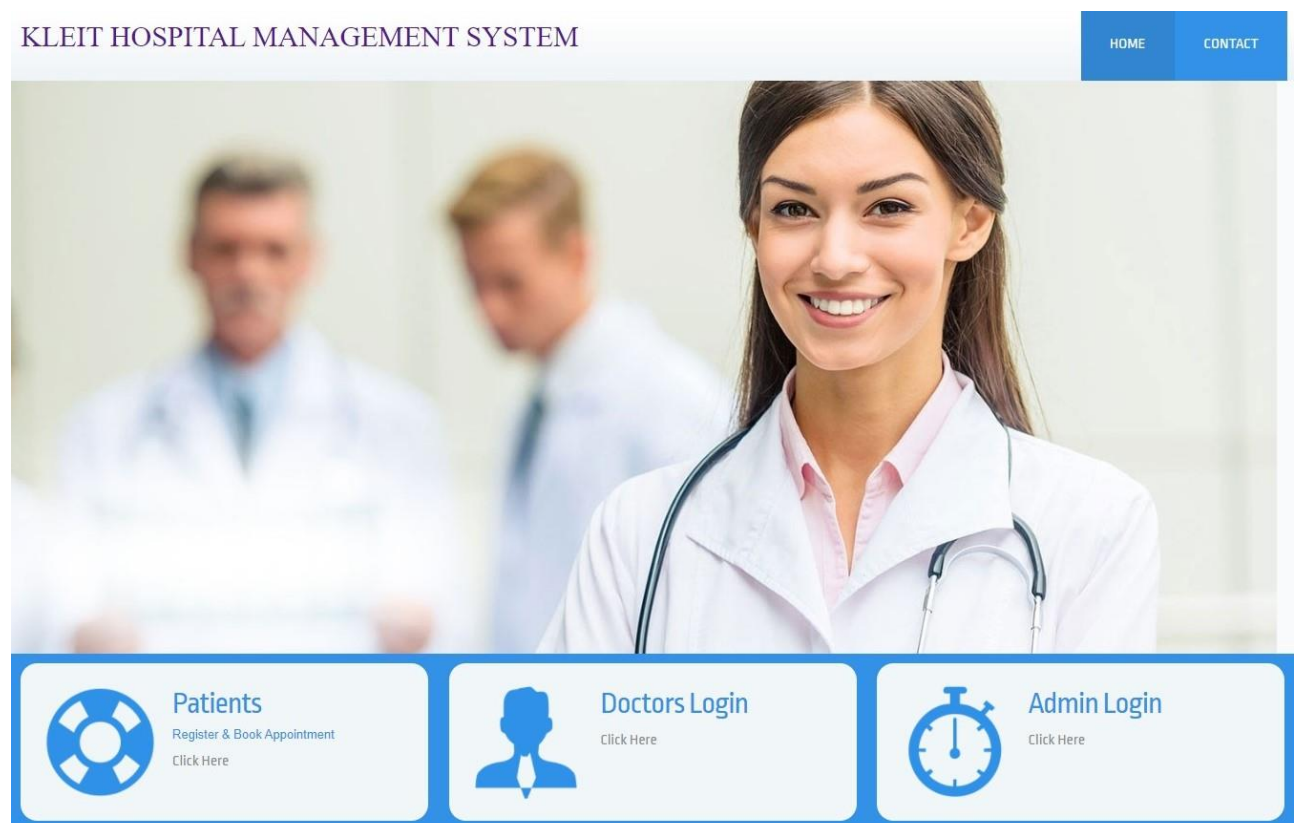 KLEIT HOSPITAL MANAGEMENT SYSTEM
HOME
CONTACT
Patients
Register & Book Appointment
Click Here
Doctors Login
Click Here
Admin Login
Click Here